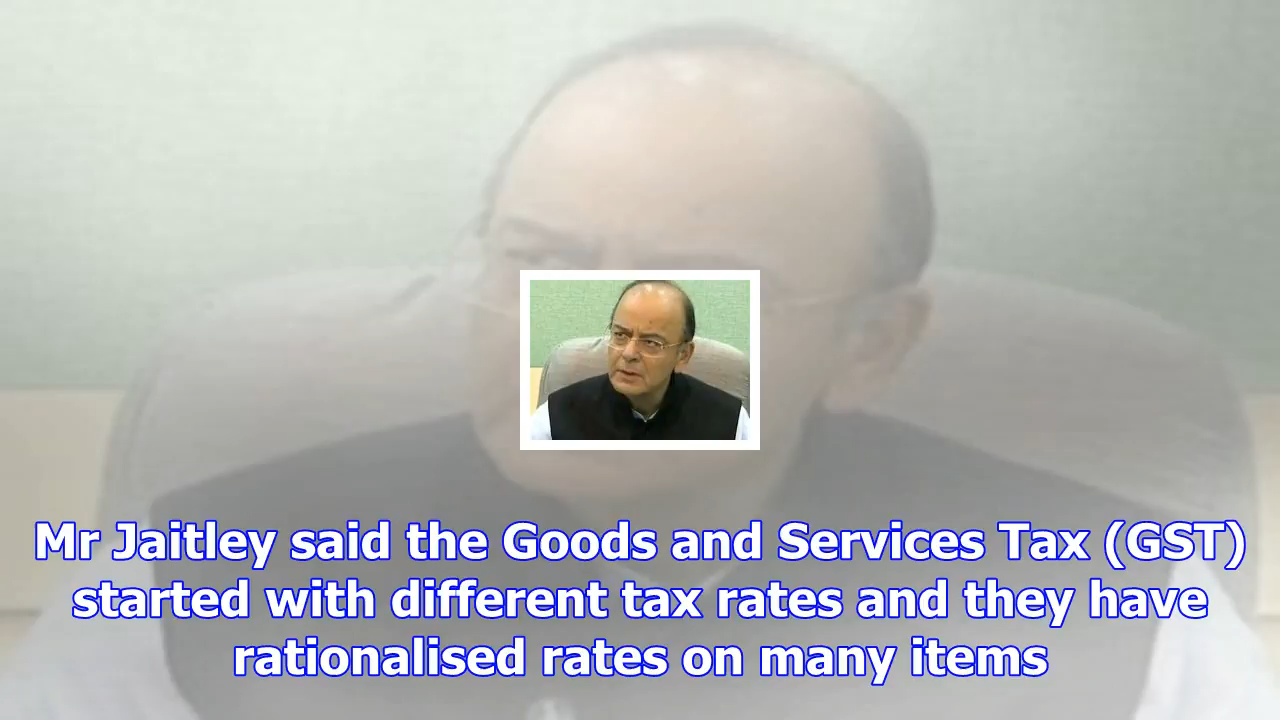 Mr Jaitley said the Goods and Services Tax (GST)
started with different tax rates and they have
rationalised rates on many items